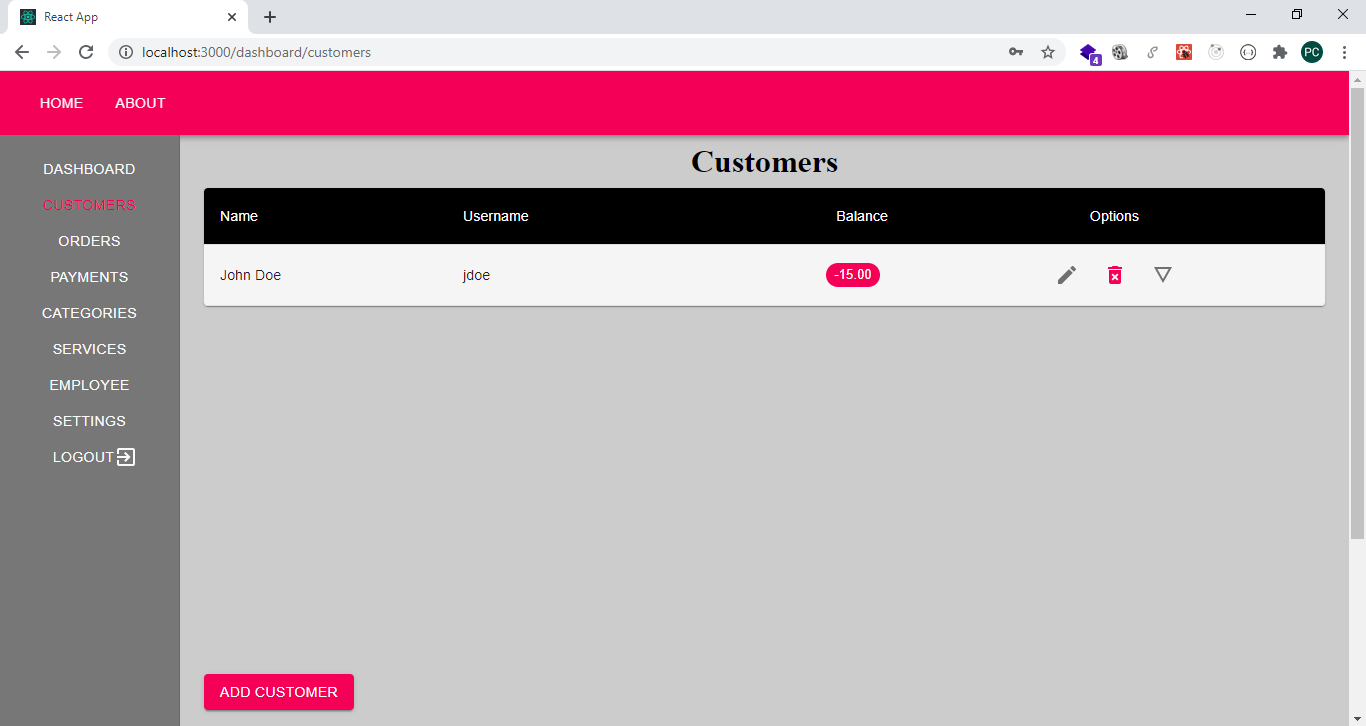 React App
localhost:3000/dashboard/customers
4
PC
HOME ABOUT
DASHBOARD
CUSTOMERS
ORDERS
PAYMENTS
CATEGORIES
SERVICES
EMPLOYEE
SETTINGS
LOGOUT
Customers
Name Username Balance Options
John Doe jdoe -15.00
ADD CUSTOMER